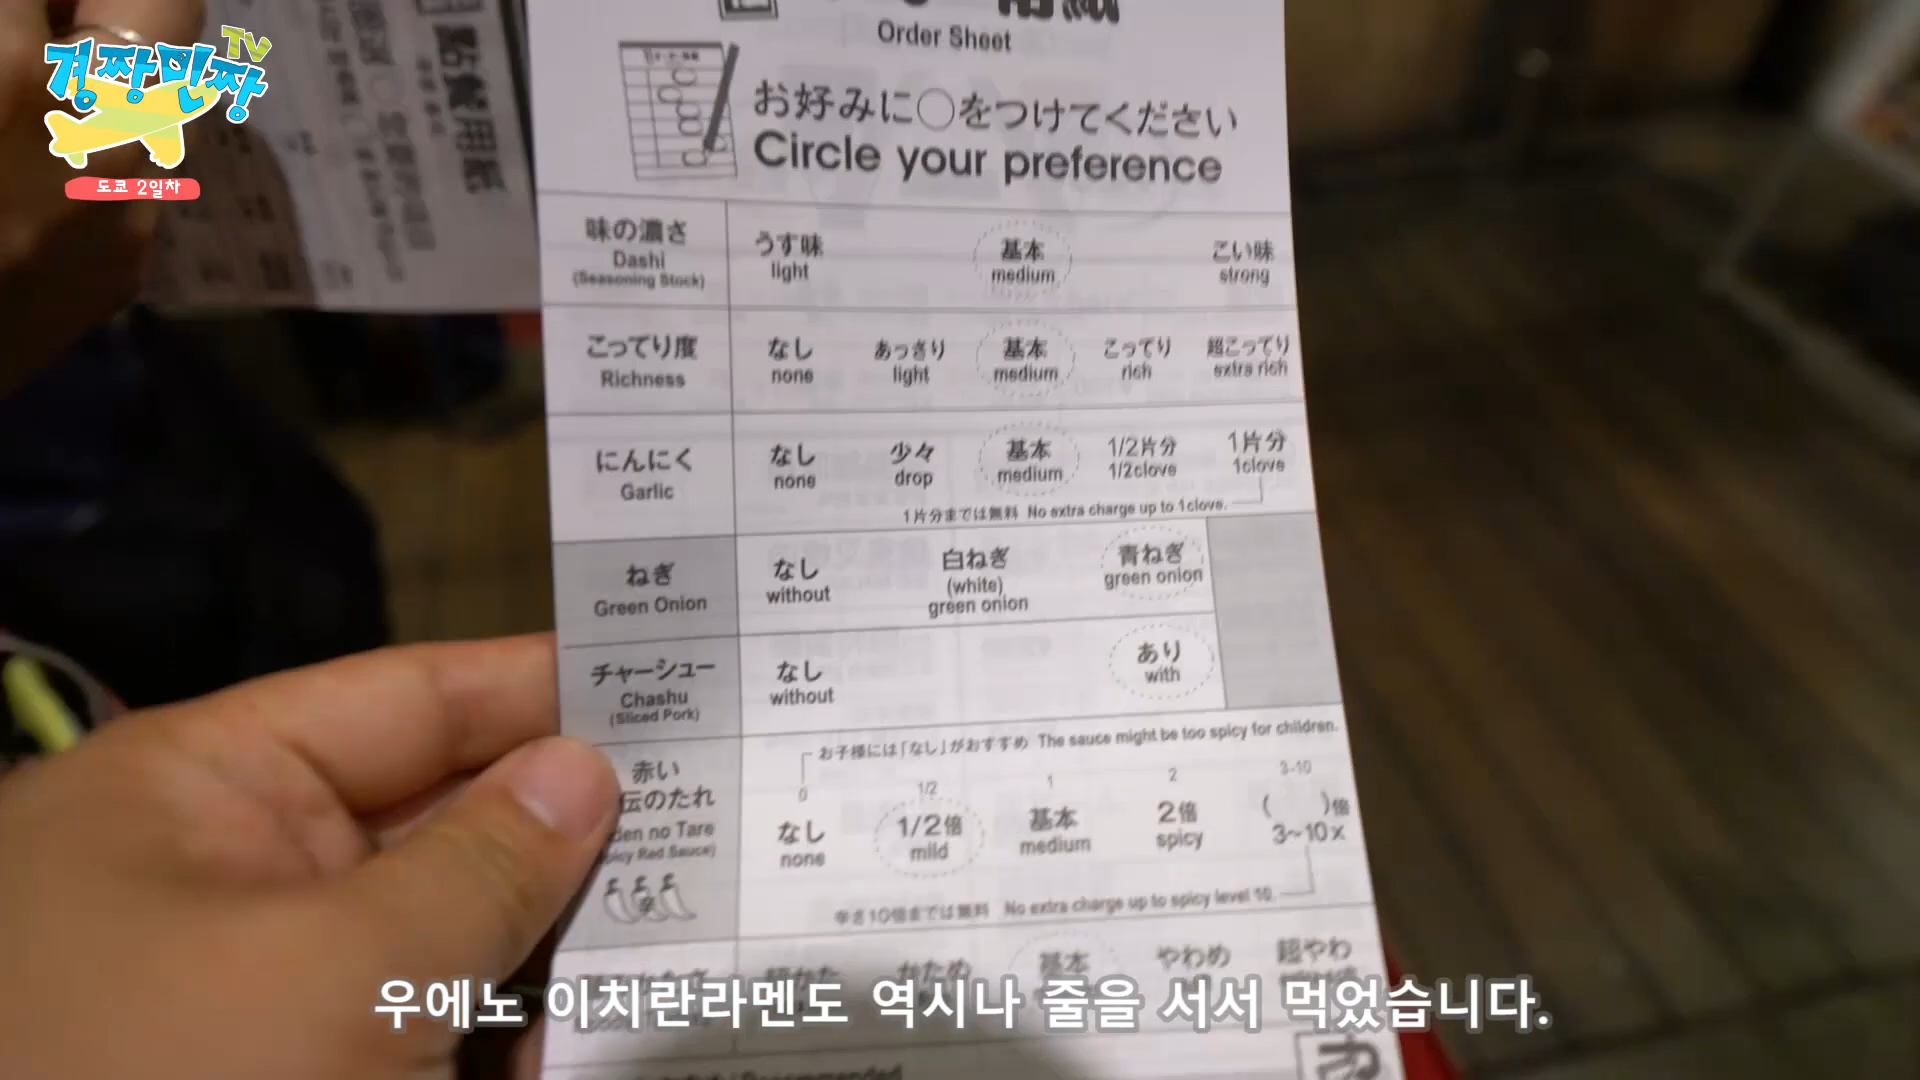 경짱민짱 TV
도쿄 2일차
Order Sheet
お好みに〇をつけてください
Circle your preference
味の濃さ
Dashi
(Seasoning Stock)
うす味
light
基本
medium
こい味
strong
こってり度
Richness
なし
none
あっさり
light
基本
medium
こってり
rich
超こってり
extra rich
にんにく
Garlic
なし
none
少々
drop
基本
medium
1/2片分
1/2clove
1片分
1clove
1片分までは無料 No extra charge up to 1clove.
ねぎ
Green Onion
なし
without
白ねぎ
(white)
green onion
青ねぎ
green onion
チャーシュー
Chashu
(Sliced Pork)
なし
without
あり
with
お子様には「なし」がおすすめ The sauce might be too spicy for children.
赤い
伝のたれ
den no Tare
Red Sauce)
0
なし
none
1/2
1/2倍
mild
1
基本
medium
2
2倍
spicy
3-10
( )倍
3~10x
辛さ10倍までは無料 No extra charge up to spicy level 10.
かため
基本
やわめ
超やわ
우에노 이치란라멘도 역시나 줄을 서서 먹었습니다.